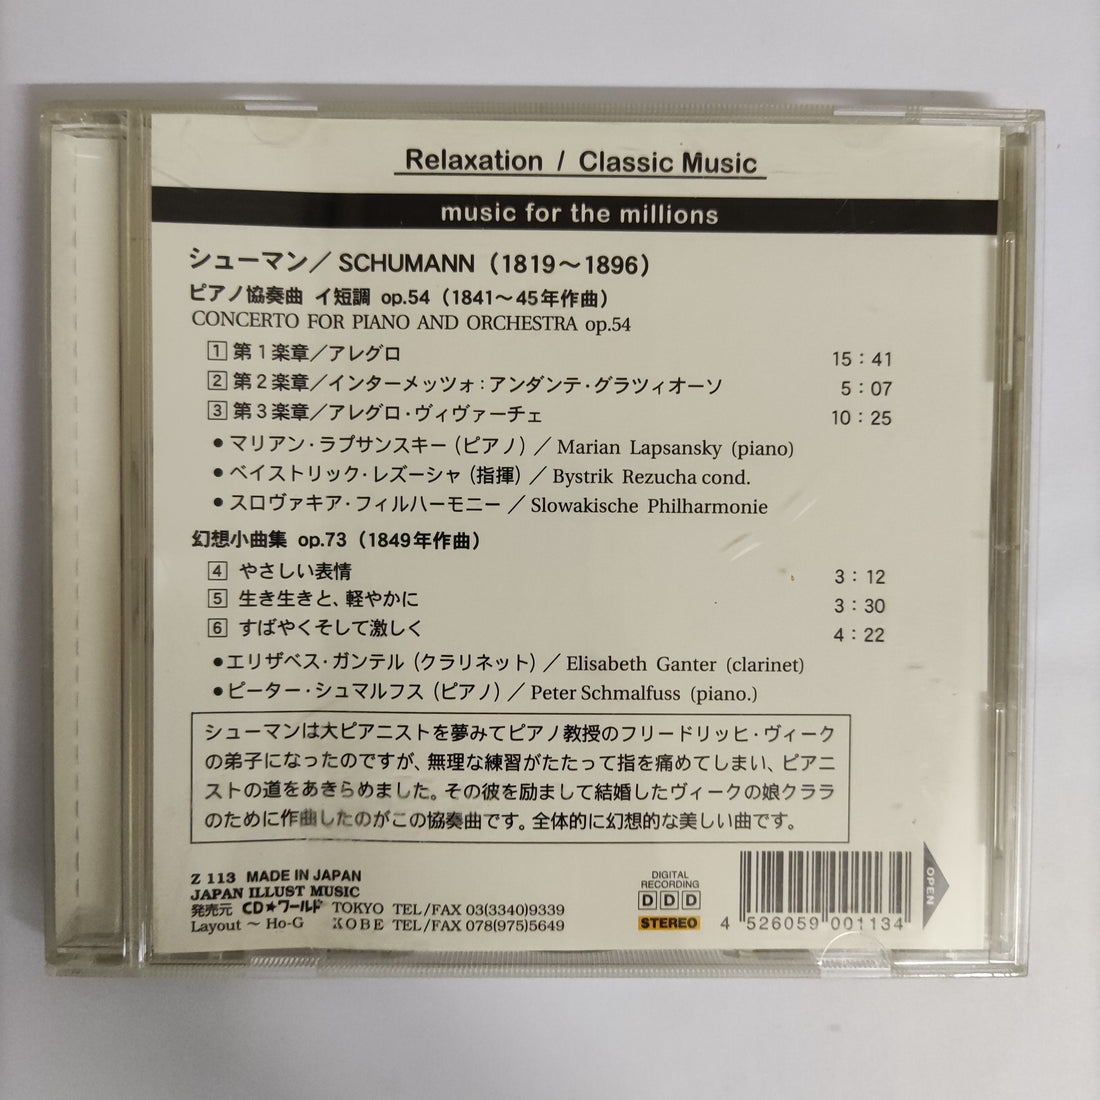 Relaxation / Classic Music
music for the millions
シューマン／SCHUMANN（1819～1896）
ピアノ協奏曲 イ短調 op.54（1841～45年作曲）
CONCERTO FOR PIANO AND ORCHESTRA op.54
1 第1楽章／アレグロ 15：41
2 第2楽章／インターメッツォ：アンダンテ・グラツィオーソ 5：07
3 第3楽章／アレグロ・ヴィヴァーチェ 10：25
●マリアン・ラプサンスキー（ピアノ）／Marian Lapsansky (piano)
●ベイストリック・レズーシャ（指揮）／Bystrik Rezucha cond.
●スロヴァキア・フィルハーモニー／Slowakische Philharmonie
幻想小曲集 op.73（1849年作曲）
4 やさしい表情 3：12
5 生き生きと、軽やかに 3：30
6 すばやくそして激しく 4：22
●エリザベス・ガンテル（クラリネット）／Elisabeth Ganter (clarinet)
●ピーター・シュマルフス（ピアノ）／Peter Schmalfuss (piano.)
シューマンは大ピアニストを夢みてピアノ教授のフリードリッヒ・ヴィーク
の弟子になったのですが、無理な練習がたたって指を痛めてしまい、ピアニ
ストの道をあきらめました。その彼を励まして結婚したヴィークの娘クララ
のために作曲したのがこの協奏曲です。全体的に幻想的な美しい曲です。
Z 113 MADE IN JAPAN
JAPAN ILLUST MUSIC
発売元 CD★ワールド TOKYO TEL/FAX 03(3340)9339
Layout ～ Ho-G KOBE TEL/FAX 078(975)5649
DIGITAL
RECORDING
D D D
STEREO
4 526059 001134
OPEN